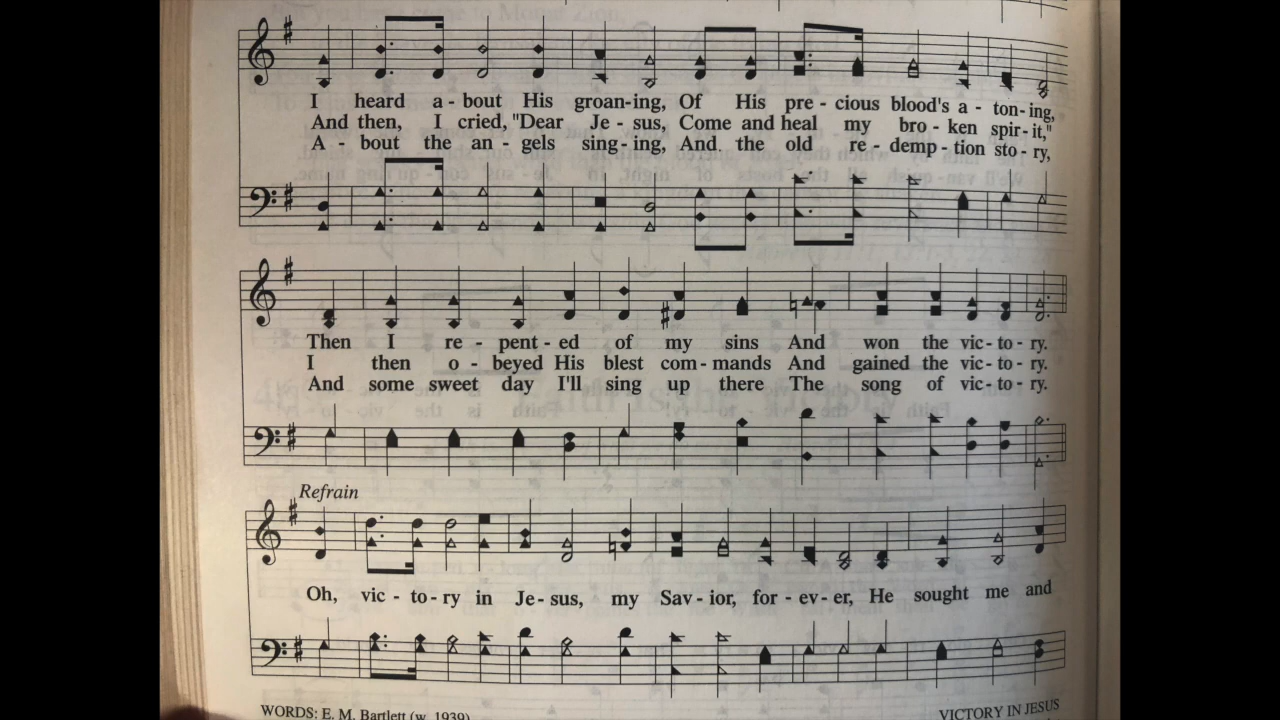 I heard a - bout His groan-ing, Of His pre - cious blood's a - ton-ing,
And then, I cried, "Dear Je - sus, Come and heal my bro - ken spir - it,"
A - bout the an - gels sing - ing, And the old re - demp - tion sto - ry,
Then I re - pent - ed of my sins And won the vic - to - ry.
I then o - beyed His blest com - mands And gained the vic - to - ry.
And some sweet day I'll sing up there The song of vic - to - ry.
Refrain
Oh, vic - to - ry in Je - sus, my Sav - ior, for - ev - er, He sought me and
WORDS: E. M. Bartlett (w. 1939)
VICTORY IN JESUS